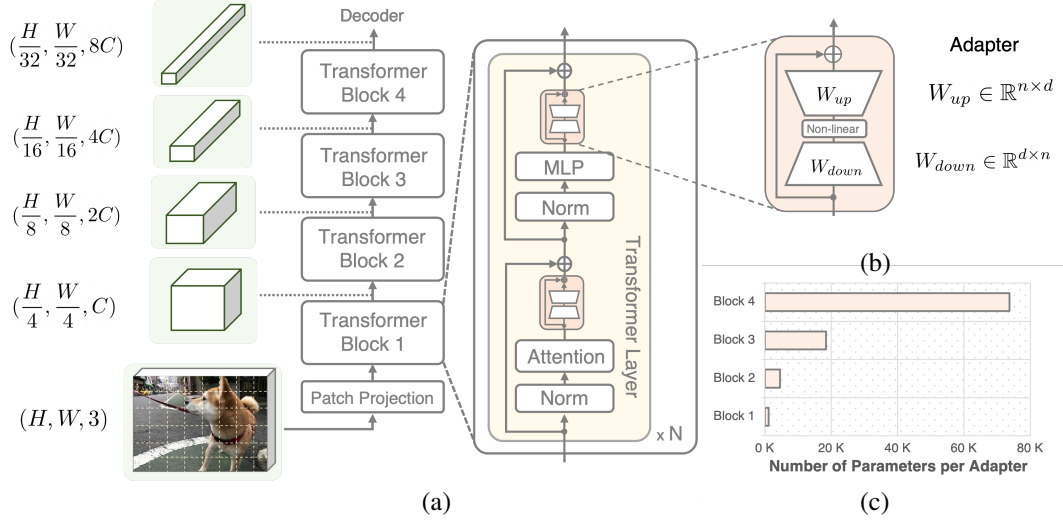 Decoder
(H/32, W/32, 8C)
Transformer
Block 4
(H/16, W/16, 4C)
Transformer
Block 3
(H/8, W/8, 2C)
Transformer
Block 2
(H/4, W/4, C)
Transformer
Block 1
Patch Projection
(H, W, 3)
MLP
Norm
Attention
Norm
Transformer Layer
x N
(a)
Adapter
W_up
Non-linear
W_down
W_up ∈ ℝ^{n×d}
W_down ∈ ℝ^{d×n}
(b)
Block 4
Block 3
Block 2
Block 1
0 K 20 K 40 K 60 K 80 K
Number of Parameters per Adapter
(c)